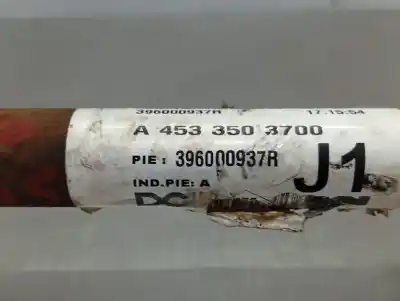 396000937R 17:15:54
A 453 350 3700
PIE: 396000937R
J1
IND.PIE: A